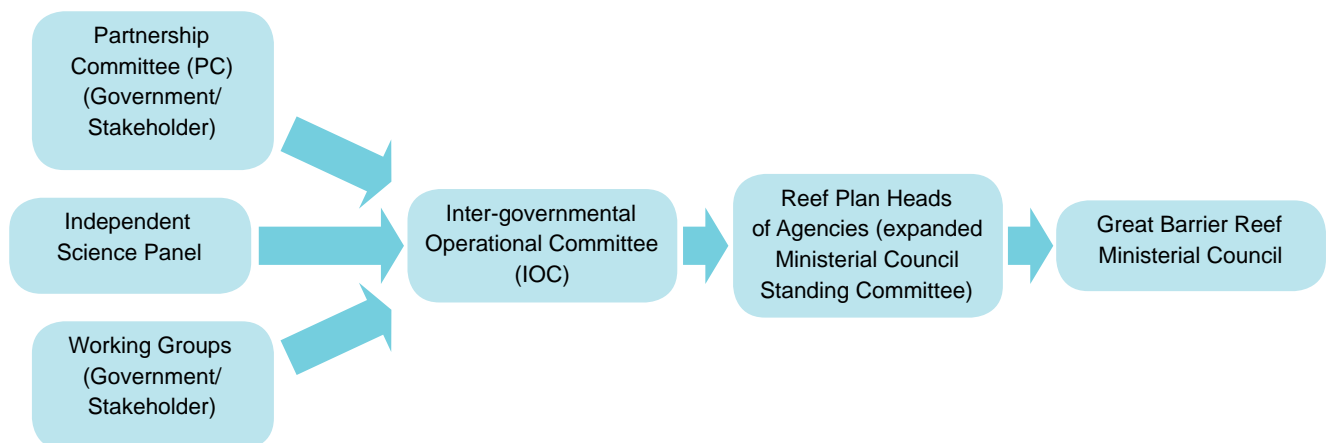 Partnership
Committee (PC)
(Government/
Stakeholder)
Independent
Science Panel
Working Groups
(Government/
Stakeholder)
Inter-governmental
Operational Committee
(IOC)
Reef Plan Heads
of Agencies (expanded
Ministerial Council
Standing Committee)
Great Barrier Reef
Ministerial Council